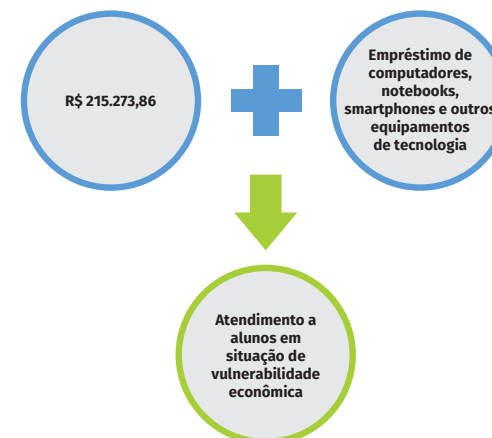 R$ 215.273,86
Empréstimo de
computadores,
notebooks,
smartphones e outros
equipamentos
de tecnologia
Atendimento a
alunos em
situação de
vulnerabilidade
econômica